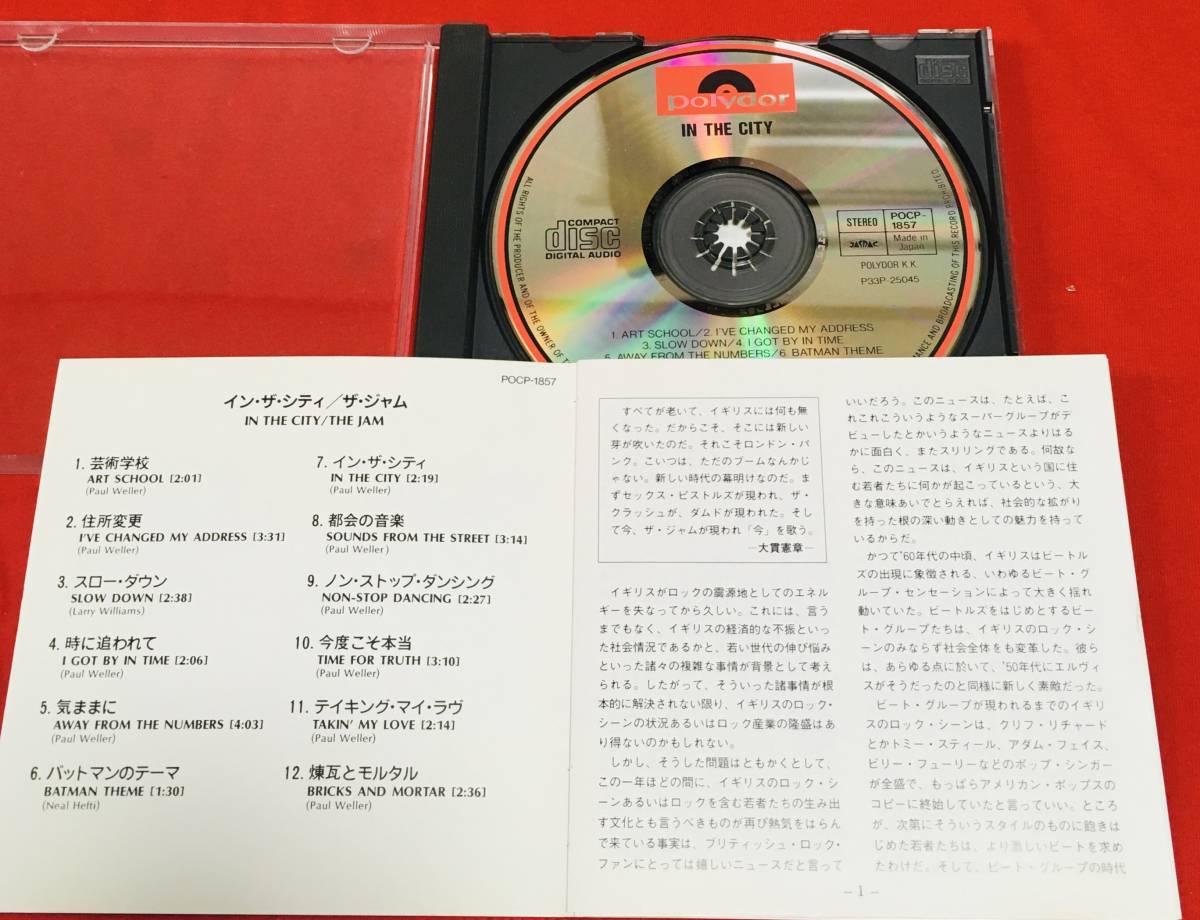 polydor
IN THE CITY
COMPACT
disc
DIGITAL AUDIO
STEREO
POCP-
1857
JASRAC
Made in
Japan
POLYDOR K.K.
P33P-25045
ALL RIGHTS OF THE PRODUCER AND OF THE OWNER OF T
MANCE AND BROADCASTING OF THIS RECORD PROHIBITED
1. ART SCHOOL/2. I'VE CHANGED MY ADDRESS
3. SLOW DOWN/4. I GOT BY IN TIME
5. AWAY FROM THE NUMBERS/6. BATMAN THEME
disc
POCP-1857
イン・ザ・シティ/ザ・ジャム
IN THE CITY/THE JAM
1. 芸術学校
ART SCHOOL [2:01]
(Paul Weller)
2. 住所変更
I'VE CHANGED MY ADDRESS [3:31]
(Paul Weller)
3. スロー・ダウン
SLOW DOWN [2:38]
(Larry Williams)
4. 時に追われて
I GOT BY IN TIME [2:06]
(Paul Weller)
5. 気ままに
AWAY FROM THE NUMBERS [4:03]
(Paul Weller)
6. バットマンのテーマ
BATMAN THEME [1:30]
(Neal Hefti)
7. イン・ザ・シティ
IN THE CITY [2:19]
(Paul Weller)
8. 都会の音楽
SOUNDS FROM THE STREET [3:14]
(Paul Weller)
9. ノン・ストップ・ダンシング
NON-STOP DANCING [2:27]
(Paul Weller)
10. 今度こそ本当
TIME FOR TRUTH [3:10]
(Paul Weller)
11. テイキング・マイ・ラヴ
TAKIN' MY LOVE [2:14]
(Paul Weller)
12. 煉瓦とモルタル
BRICKS AND MORTAR [2:36]
(Paul Weller)
すべてが老いて、イギリスには何も無
くなった。だからこそ、そこには新しい
芽が吹いたのだ。それこそロンドン・パ
ンク。こいつは、ただのブームなんかじ
ゃない。新しい時代の幕明けなのだ。ま
ずセックス・ピストルズが現われ、ザ・
クラッシュが、ダムドが現われた。そし
て今、ザ・ジャムが現われ「今」を歌う。
—大貫憲章—
イギリスがロックの震源地としてのエネル
ギーを失なってから久しい。これには、言う
までもなく、イギリスの経済的な不振といっ
た社会情況であるかと、若い世代の伸び悩み
といった諸々の複雑な事情が背景として考え
られる。したがって、そういった諸事情が根
本的に解決されない限り、イギリスのロック・
シーンの状況あるいはロック産業の隆盛はあ
り得ないのかもしれない。
しかし、そうした問題はともかくとして、
この一年ほどの間に、イギリスのロック・シ
ーンあるいはロックを含む若者たちの生み出
す文化とも言うべきものが再び熱気をはらん
で来ている事実は、ブリティッシュ・ロック・
ファンにとっては嬉しいニュースだと言って
いいだろう。このニュースは、たとえば、こ
れこれこういうようなスーパーグループがデ
ビューしたとかいうようなニュースよりはる
かに面白く、またスリリングである。何故な
ら、このニュースは、イギリスという国に住
む若者たちに何かが起こっているという、大
きな意味あいでとらえれば、社会的な拡がり
を持った根の深い動きとしての魅力を持って
いるからだ。
かつて'60年代の中頃、イギリスはビートル
ズの出現に象徴される、いわゆるビート・グ
ループ・センセーションによって大きく揺れ
動いていた。ビートルズをはじめとするビー
ト・グループたちは、イギリスのロック・シ
ーンのみならず社会全体をも変革した。彼ら
は、あらゆる点に於いて、'50年代にエルヴィ
スがそうだったのと同様に新しく素敵だった。
ビート・グループが現われるまでのイギリ
スのロック・シーンは、クリフ・リチャード
とかトミー・スティール、アダム・フェイス、
ビリー・フューリーなどのポップ・シンガー
が全盛で、もっぱらアメリカン・ポップスの
コピーに終始していたと言っていい。ところ
が、次第にそういうスタイルのものに飽きは
じめた若者たちは、より激しいビートを求め
たわけだ。そして、ビート・グループの時代
—1—